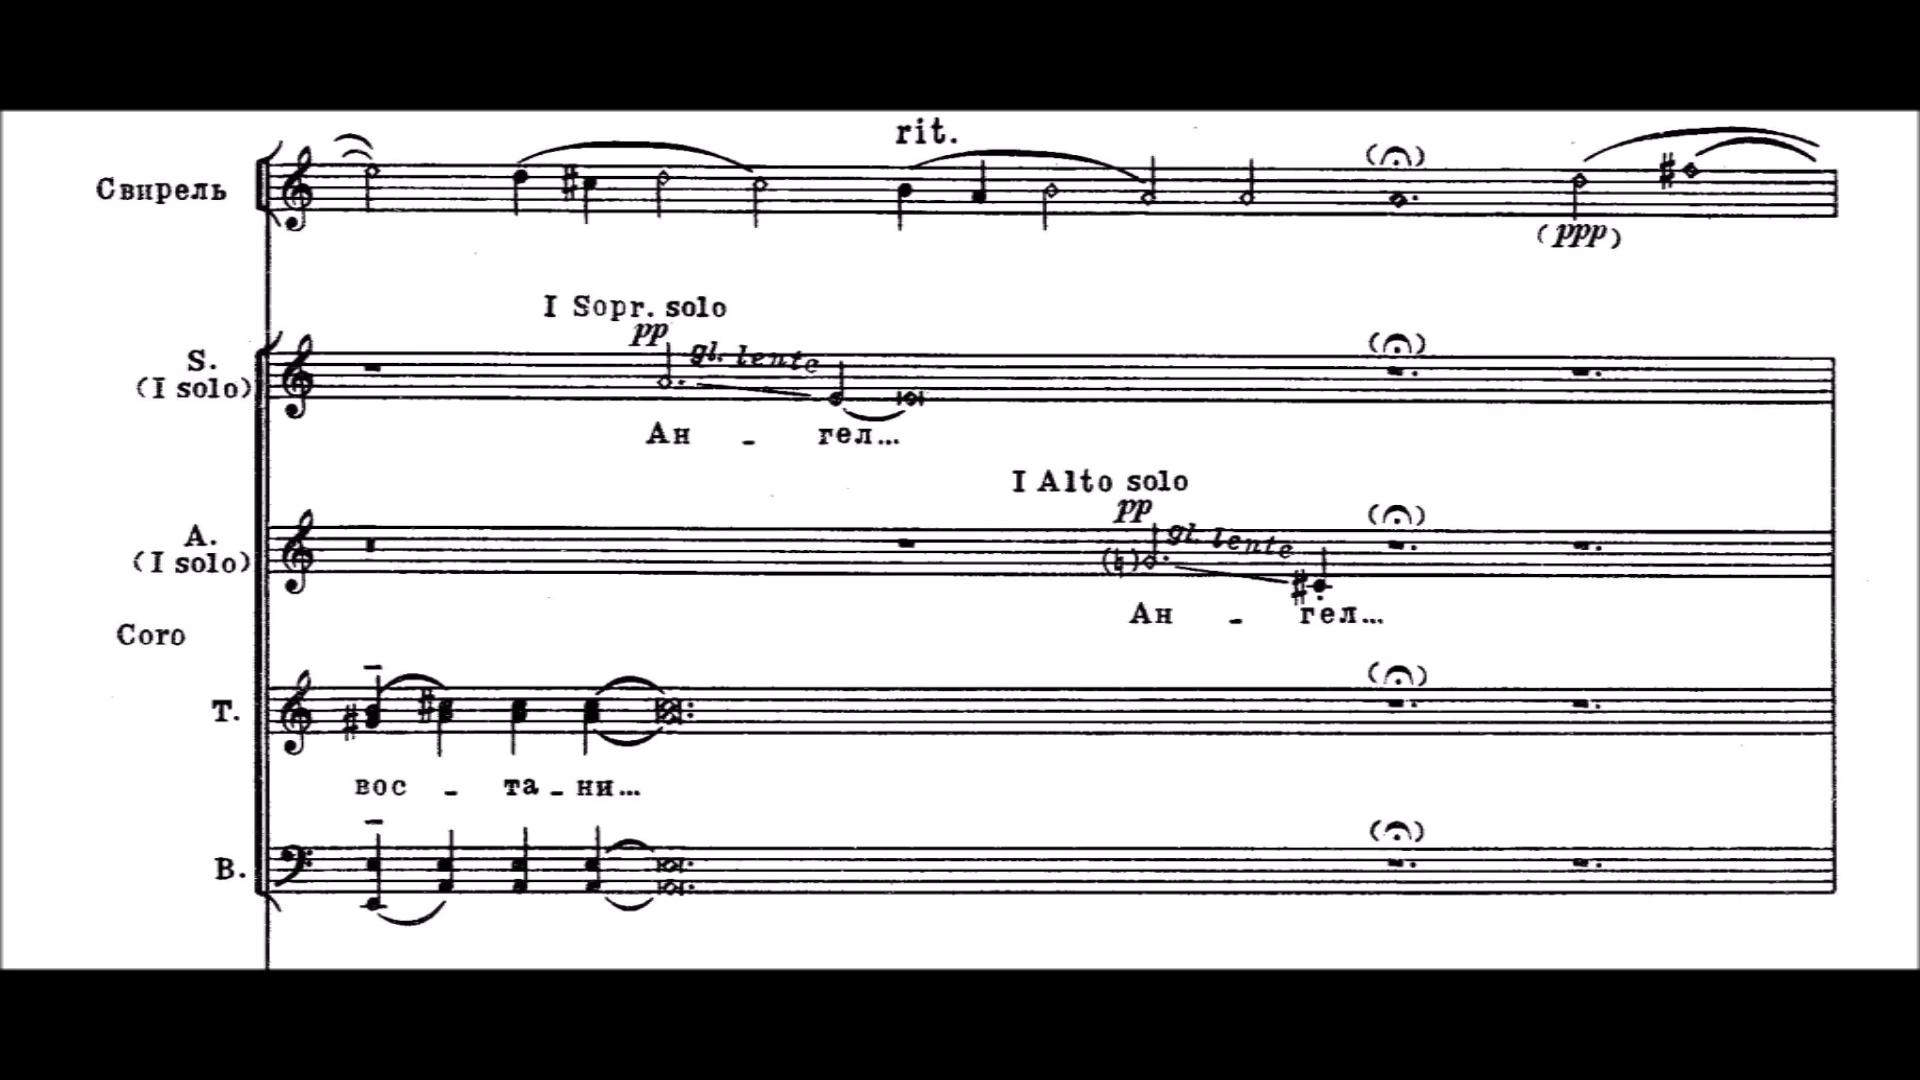 rit.
Свирель
(ppp)
I Sopr. solo
pp
gl. lente
S.
(I solo)
Ан - гел...
I Alto solo
pp
gl. lente
A.
(I solo)
Ан - гел...
Coro
T.
вос - та - ни...
B.